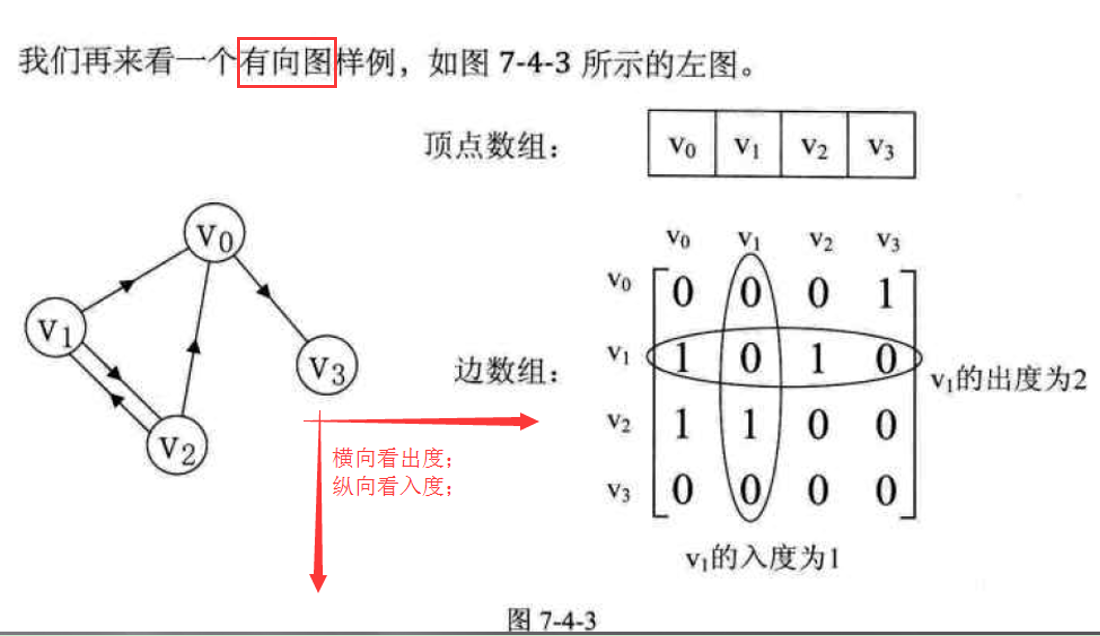 我们再来看一个有向图样例，如图 7-4-3 所示的左图。
顶点数组：
v0 v1 v2 v3
v0
v1
v2
v3
边数组：
v0 v1 v2 v3
v0 0 0 0 1
v1 1 0 1 0
v2 1 1 0 0
v3 0 0 0 0
v1的出度为2
v1的入度为1
横向看出度；
纵向看入度；
图 7-4-3